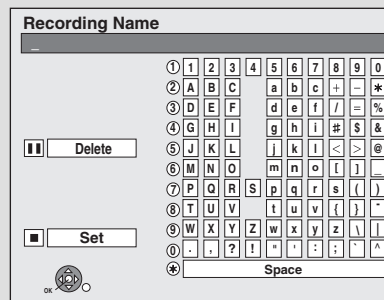 Recording Name
_
① 1 2 3 4 5 6 7 8 9 0
② A B C a b c + − *
③ D E F d e f / = %
④ G H I g h i # $ &
Delete ⑤ J K L j k l < > @
⑥ M N O m n o [ ] _
⑦ P Q R S p q r s ( )
⑧ T U V t u v { } ~
Set ⑨ W X Y Z w x y z \ |
⓪ . , ? ! " ' : ; ` ^
✱ Space
OK